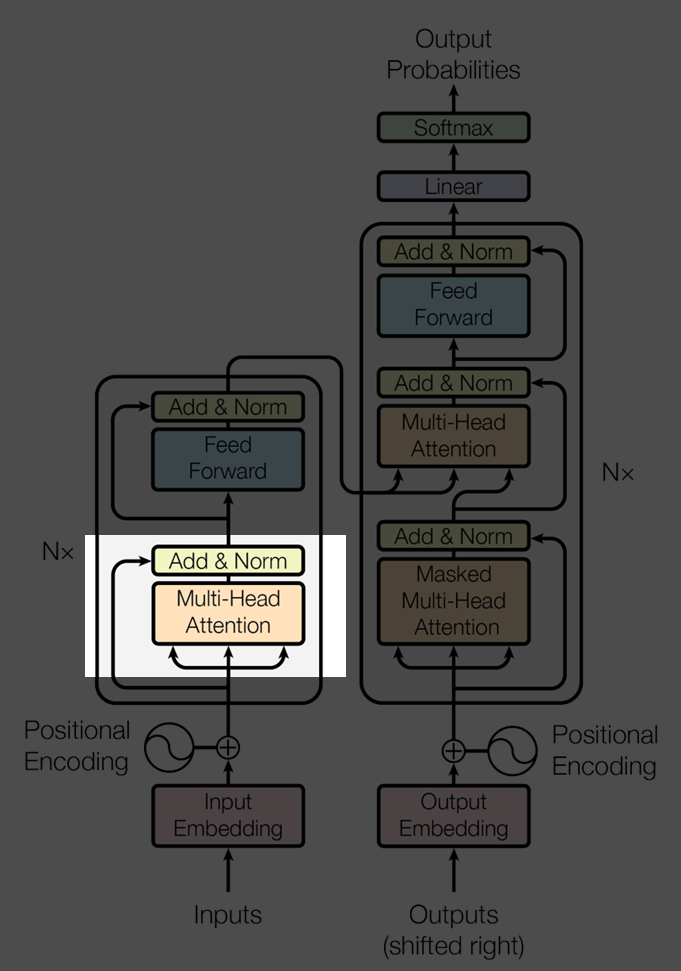 Output
Probabilities
Softmax
Linear
Add & Norm
Feed
Forward
Add & Norm
Multi-Head
Attention
Nx
Add & Norm
Masked
Multi-Head
Attention
Add & Norm
Feed
Forward
Nx
Add & Norm
Multi-Head
Attention
Positional
Encoding
Positional
Encoding
Input
Embedding
Output
Embedding
Inputs
Outputs
(shifted right)